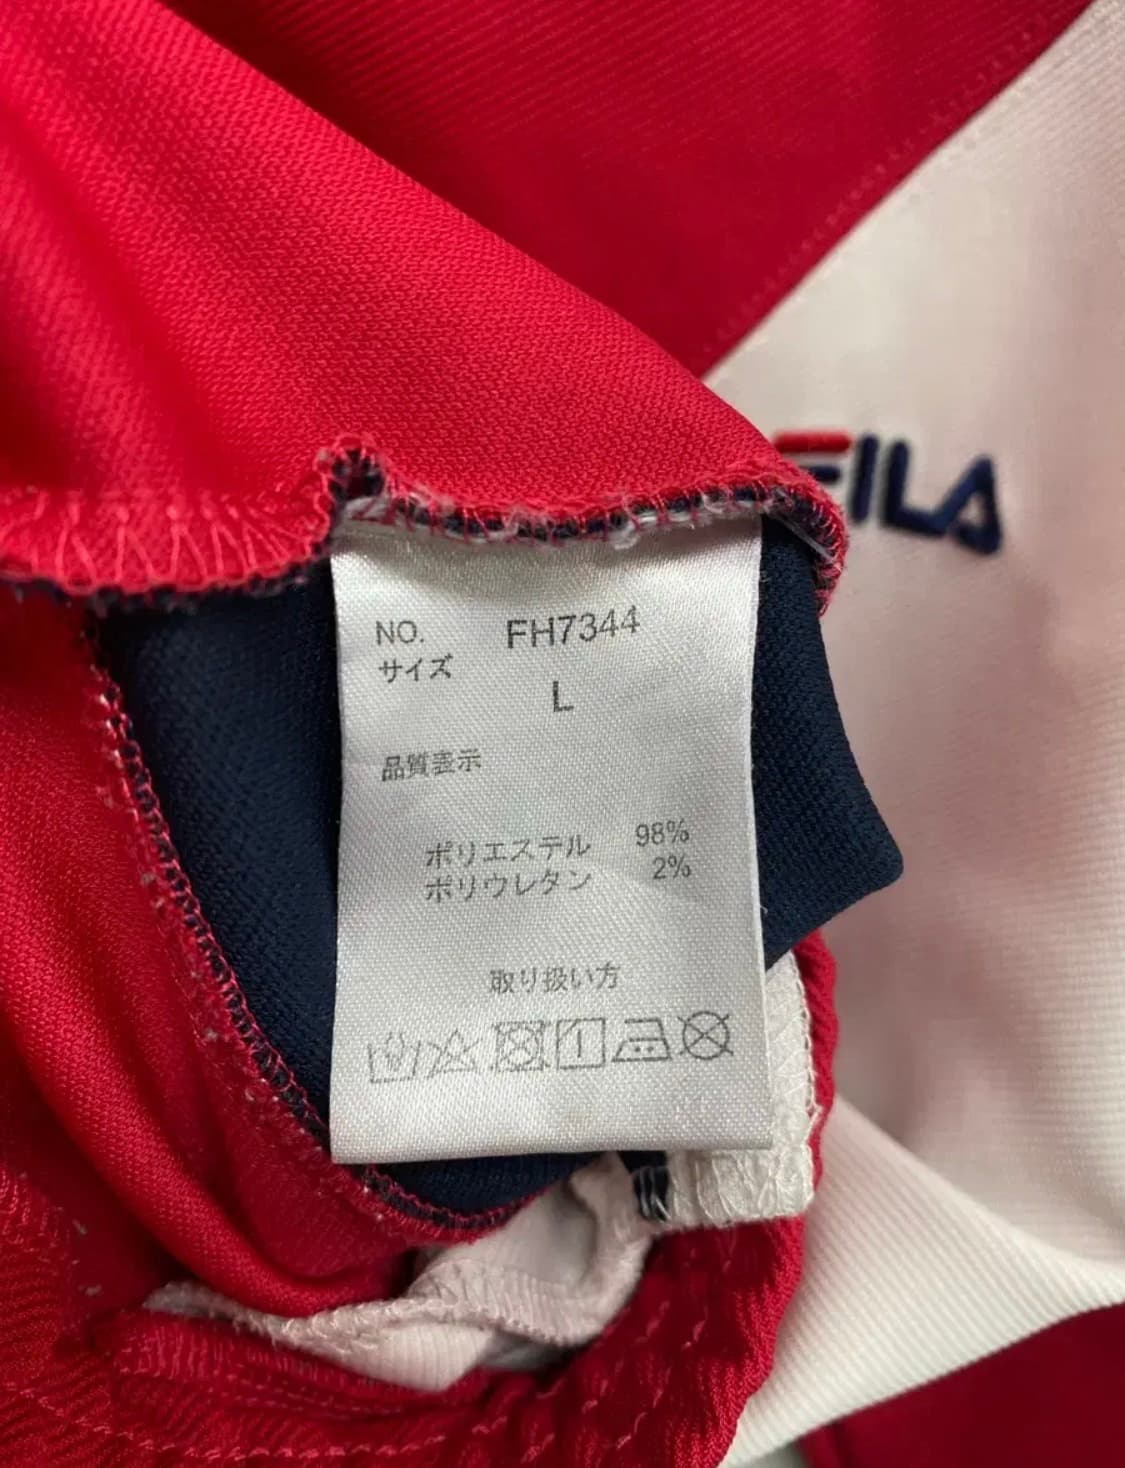 FILA
NO. FH7344
サイズ
L
品質表示
ポリエステル 98%
ポリウレタン 2%
取り扱い方